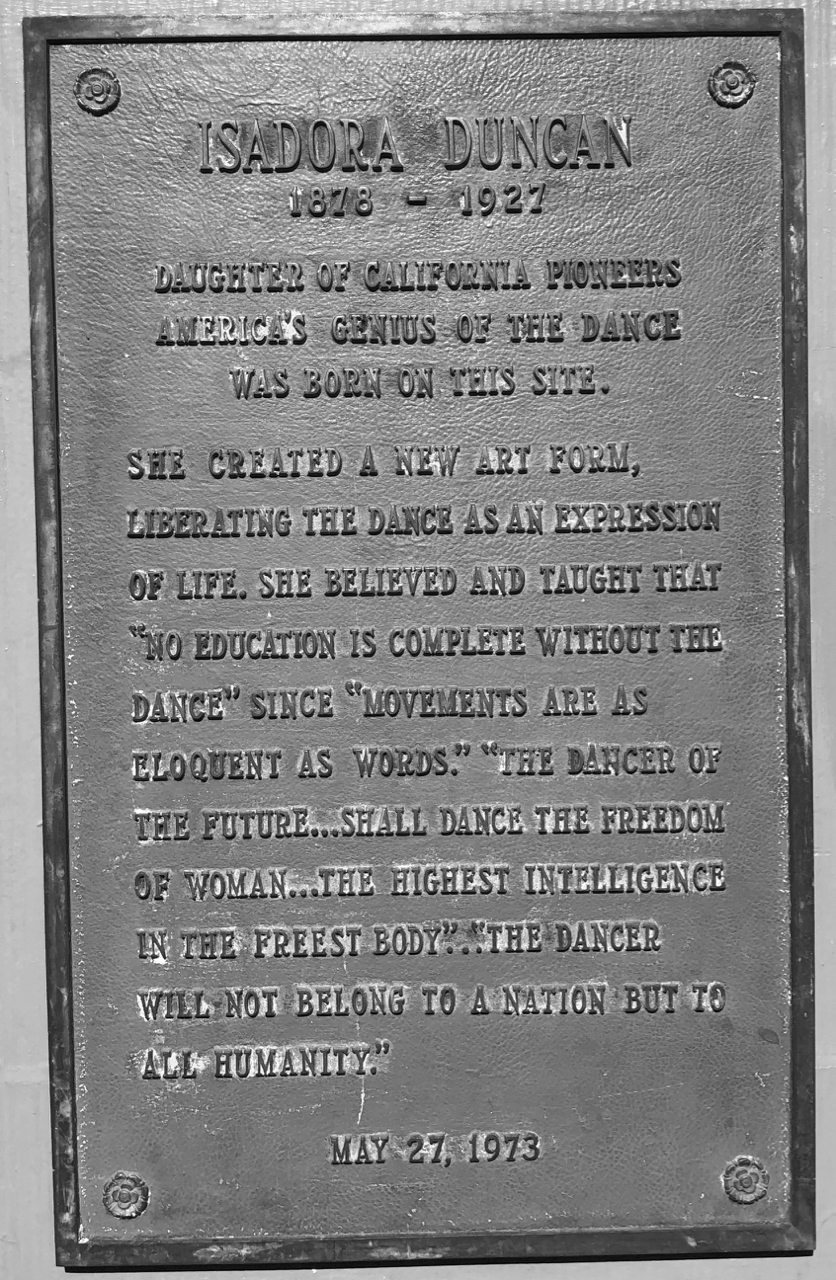 ISADORA DUNCAN
1878 - 1927
DAUGHTER OF CALIFORNIA PIONEERS
AMERICA'S GENIUS OF THE DANCE
WAS BORN ON THIS SITE.
SHE CREATED A NEW ART FORM,
LIBERATING THE DANCE AS AN EXPRESSION
OF LIFE. SHE BELIEVED AND TAUGHT THAT
“NO EDUCATION IS COMPLETE WITHOUT THE
DANCE” SINCE “MOVEMENTS ARE AS
ELOQUENT AS WORDS.” “THE DANCER OF
THE FUTURE...SHALL DANCE THE FREEDOM
OF WOMAN...THE HIGHEST INTELLIGENCE
IN THE FREEST BODY”.“THE DANCER
WILL NOT BELONG TO A NATION BUT TO
ALL HUMANITY.”
MAY 27, 1973